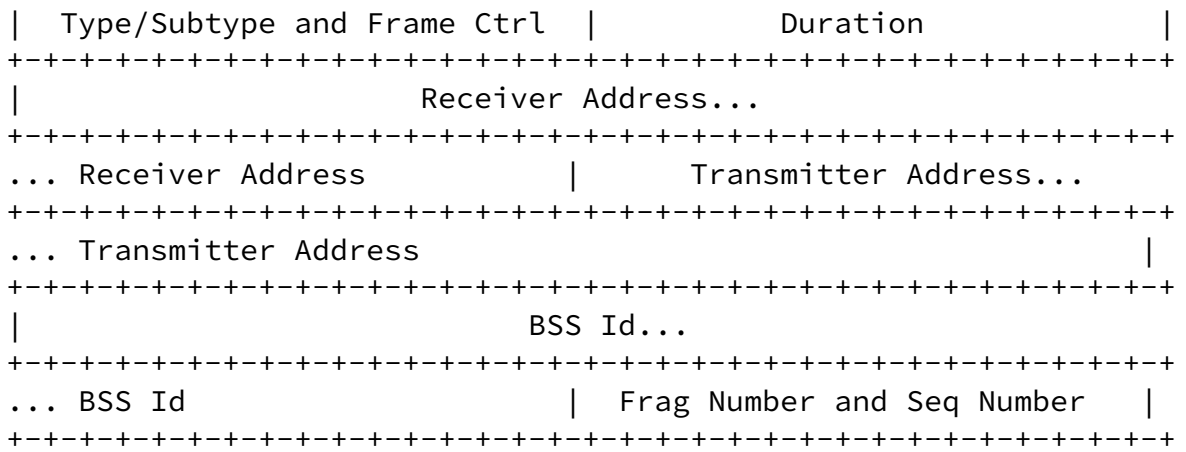 |  Type/Subtype and Frame Ctrl  |          Duration             |
+-+-+-+-+-+-+-+-+-+-+-+-+-+-+-+-+-+-+-+-+-+-+-+-+-+-+-+-+-+-+-+-+
|                      Receiver Address...
+-+-+-+-+-+-+-+-+-+-+-+-+-+-+-+-+-+-+-+-+-+-+-+-+-+-+-+-+-+-+-+-+
... Receiver Address           |      Transmitter Address...
+-+-+-+-+-+-+-+-+-+-+-+-+-+-+-+-+-+-+-+-+-+-+-+-+-+-+-+-+-+-+-+-+
... Transmitter Address                                        |
+-+-+-+-+-+-+-+-+-+-+-+-+-+-+-+-+-+-+-+-+-+-+-+-+-+-+-+-+-+-+-+-+
|                            BSS Id...
+-+-+-+-+-+-+-+-+-+-+-+-+-+-+-+-+-+-+-+-+-+-+-+-+-+-+-+-+-+-+-+-+
... BSS Id                     |  Frag Number and Seq Number   |
+-+-+-+-+-+-+-+-+-+-+-+-+-+-+-+-+-+-+-+-+-+-+-+-+-+-+-+-+-+-+-+-+